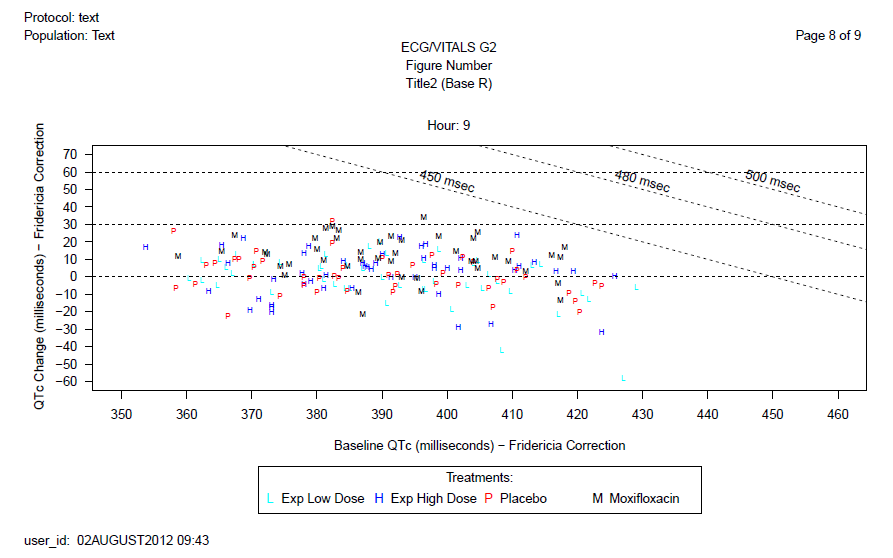 Protocol: text
Population: Text
Page 8 of 9
ECG/VITALS G2
Figure Number
Title2 (Base R)
Hour: 9
QTc Change (milliseconds) − Fridericia Correction
70
60
50
40
30
20
10
0
−10
−20
−30
−40
−50
−60
450 msec
480 msec
500 msec
350 360 370 380 390 400 410 420 430 440 450 460
Baseline QTc (milliseconds) − Fridericia Correction
Treatments:
L Exp Low Dose H Exp High Dose P Placebo M Moxifloxacin
user_id: 02AUGUST2012 09:43